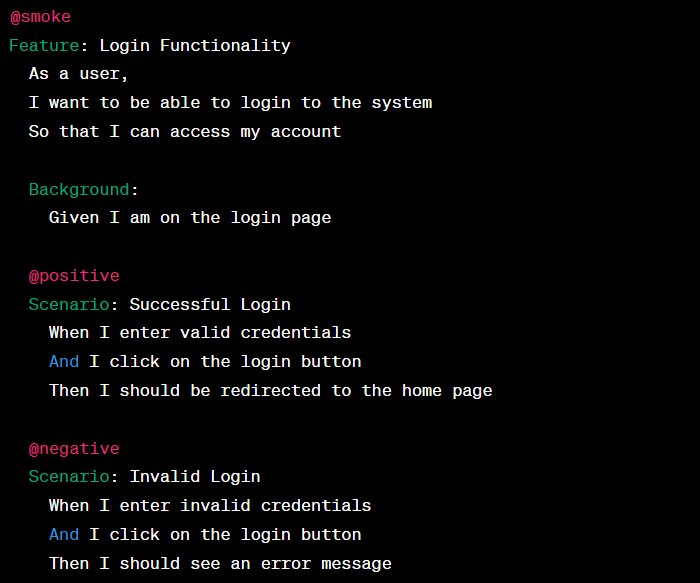 @smoke
Feature: Login Functionality
As a user,
I want to be able to login to the system
So that I can access my account
Background:
Given I am on the login page
@positive
Scenario: Successful Login
When I enter valid credentials
And I click on the login button
Then I should be redirected to the home page
@negative
Scenario: Invalid Login
When I enter invalid credentials
And I click on the login button
Then I should see an error message